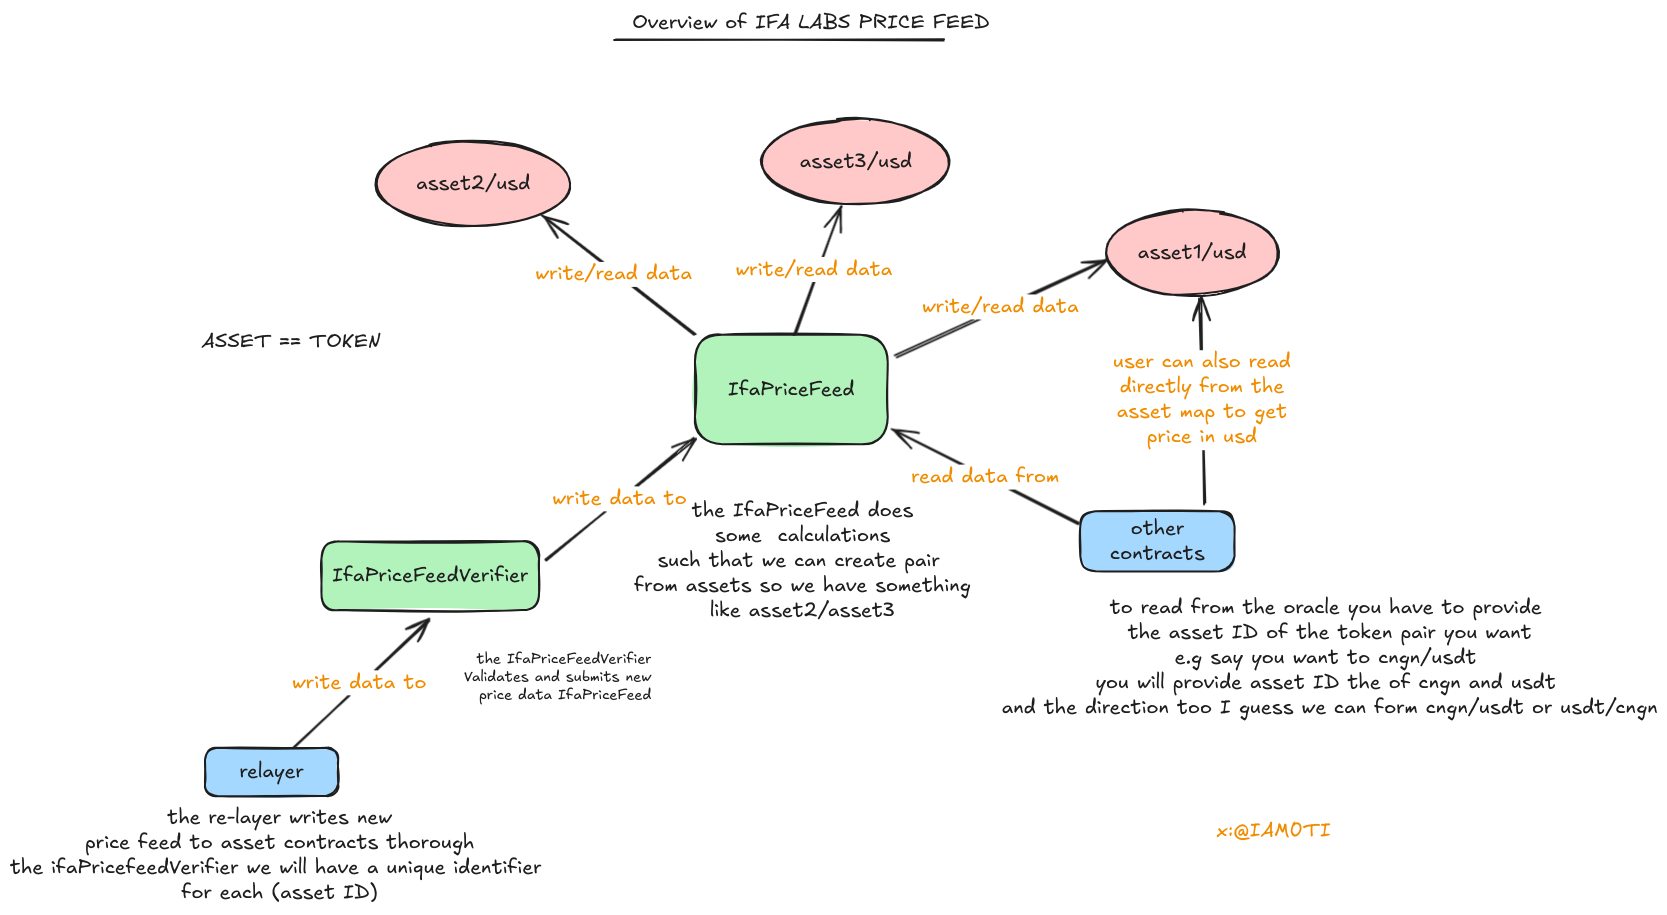 Overview of IFA LABS PRICE FEED
asset3/usd
asset2/usd
asset1/usd
write/read data
write/read data
write/read data
ASSET == TOKEN
user can also read
directly from the
asset map to get
price in usd
IfaPriceFeed
read data from
write data to
the IfaPriceFeed does
some calculations
such that we can create pair
from assets so we have something
like asset2/asset3
other
contracts
IfaPriceFeedVerifier
to read from the oracle you have to provide
the asset ID of the token pair you want
e.g say you want to cngn/usdt
you will provide asset ID the of cngn and usdt
and the direction too I guess we can form cngn/usdt or usdt/cngn
the IfaPriceFeedVerifier
Validates and submits new
price data IfaPriceFeed
write data to
relayer
the re-layer writes new
price feed to asset contracts thorough
the ifaPricefeedVerifier we will have a unique identifier
for each (asset ID)
x:@IAMOTI